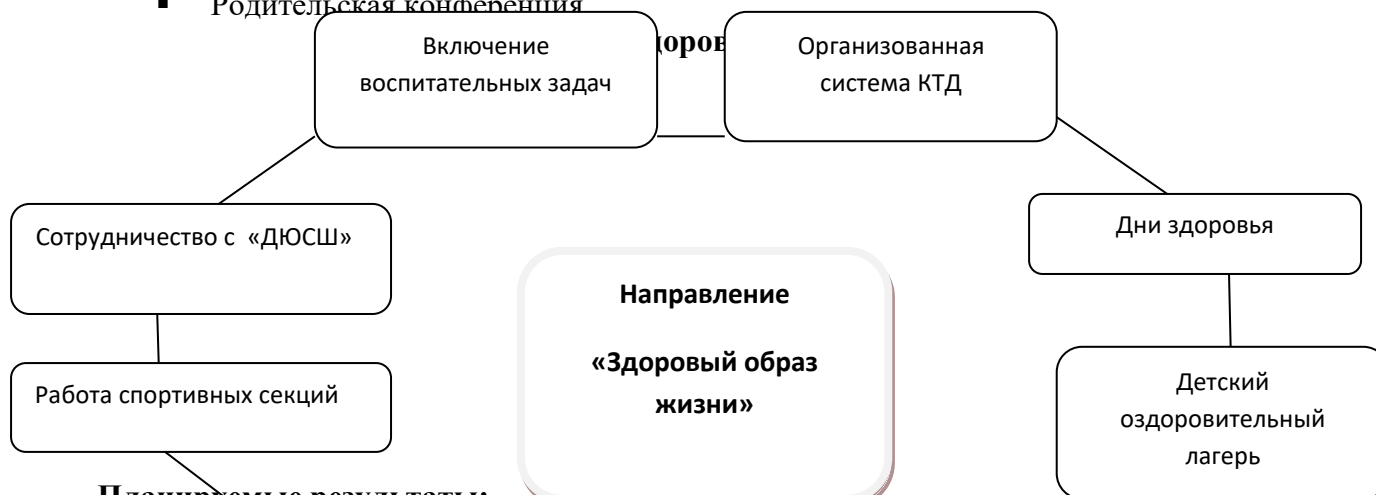 Родительская конференция
Включение
воспитательных задач
доров
Организованная
система КТД
Сотрудничество с «ДЮСШ»
Дни здоровья
Направление
«Здоровый образ
жизни»
Работа спортивных секций
Детский
оздоровительный
лагерь
Планируемые результаты: